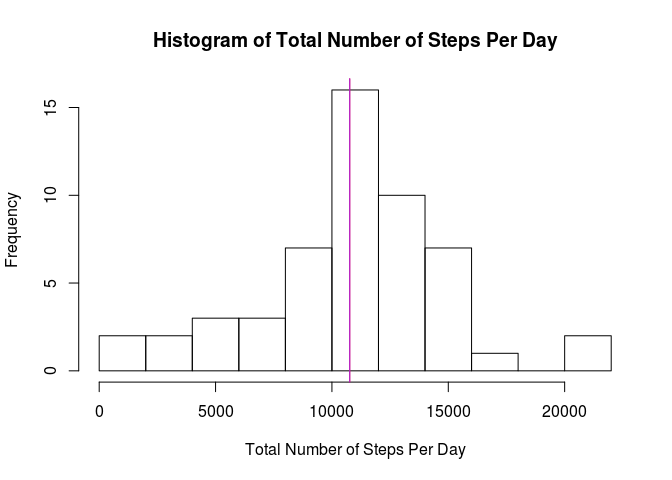 Histogram of Total Number of Steps Per Day
Frequency
15
10
5
0
0 5000 10000 15000 20000
Total Number of Steps Per Day